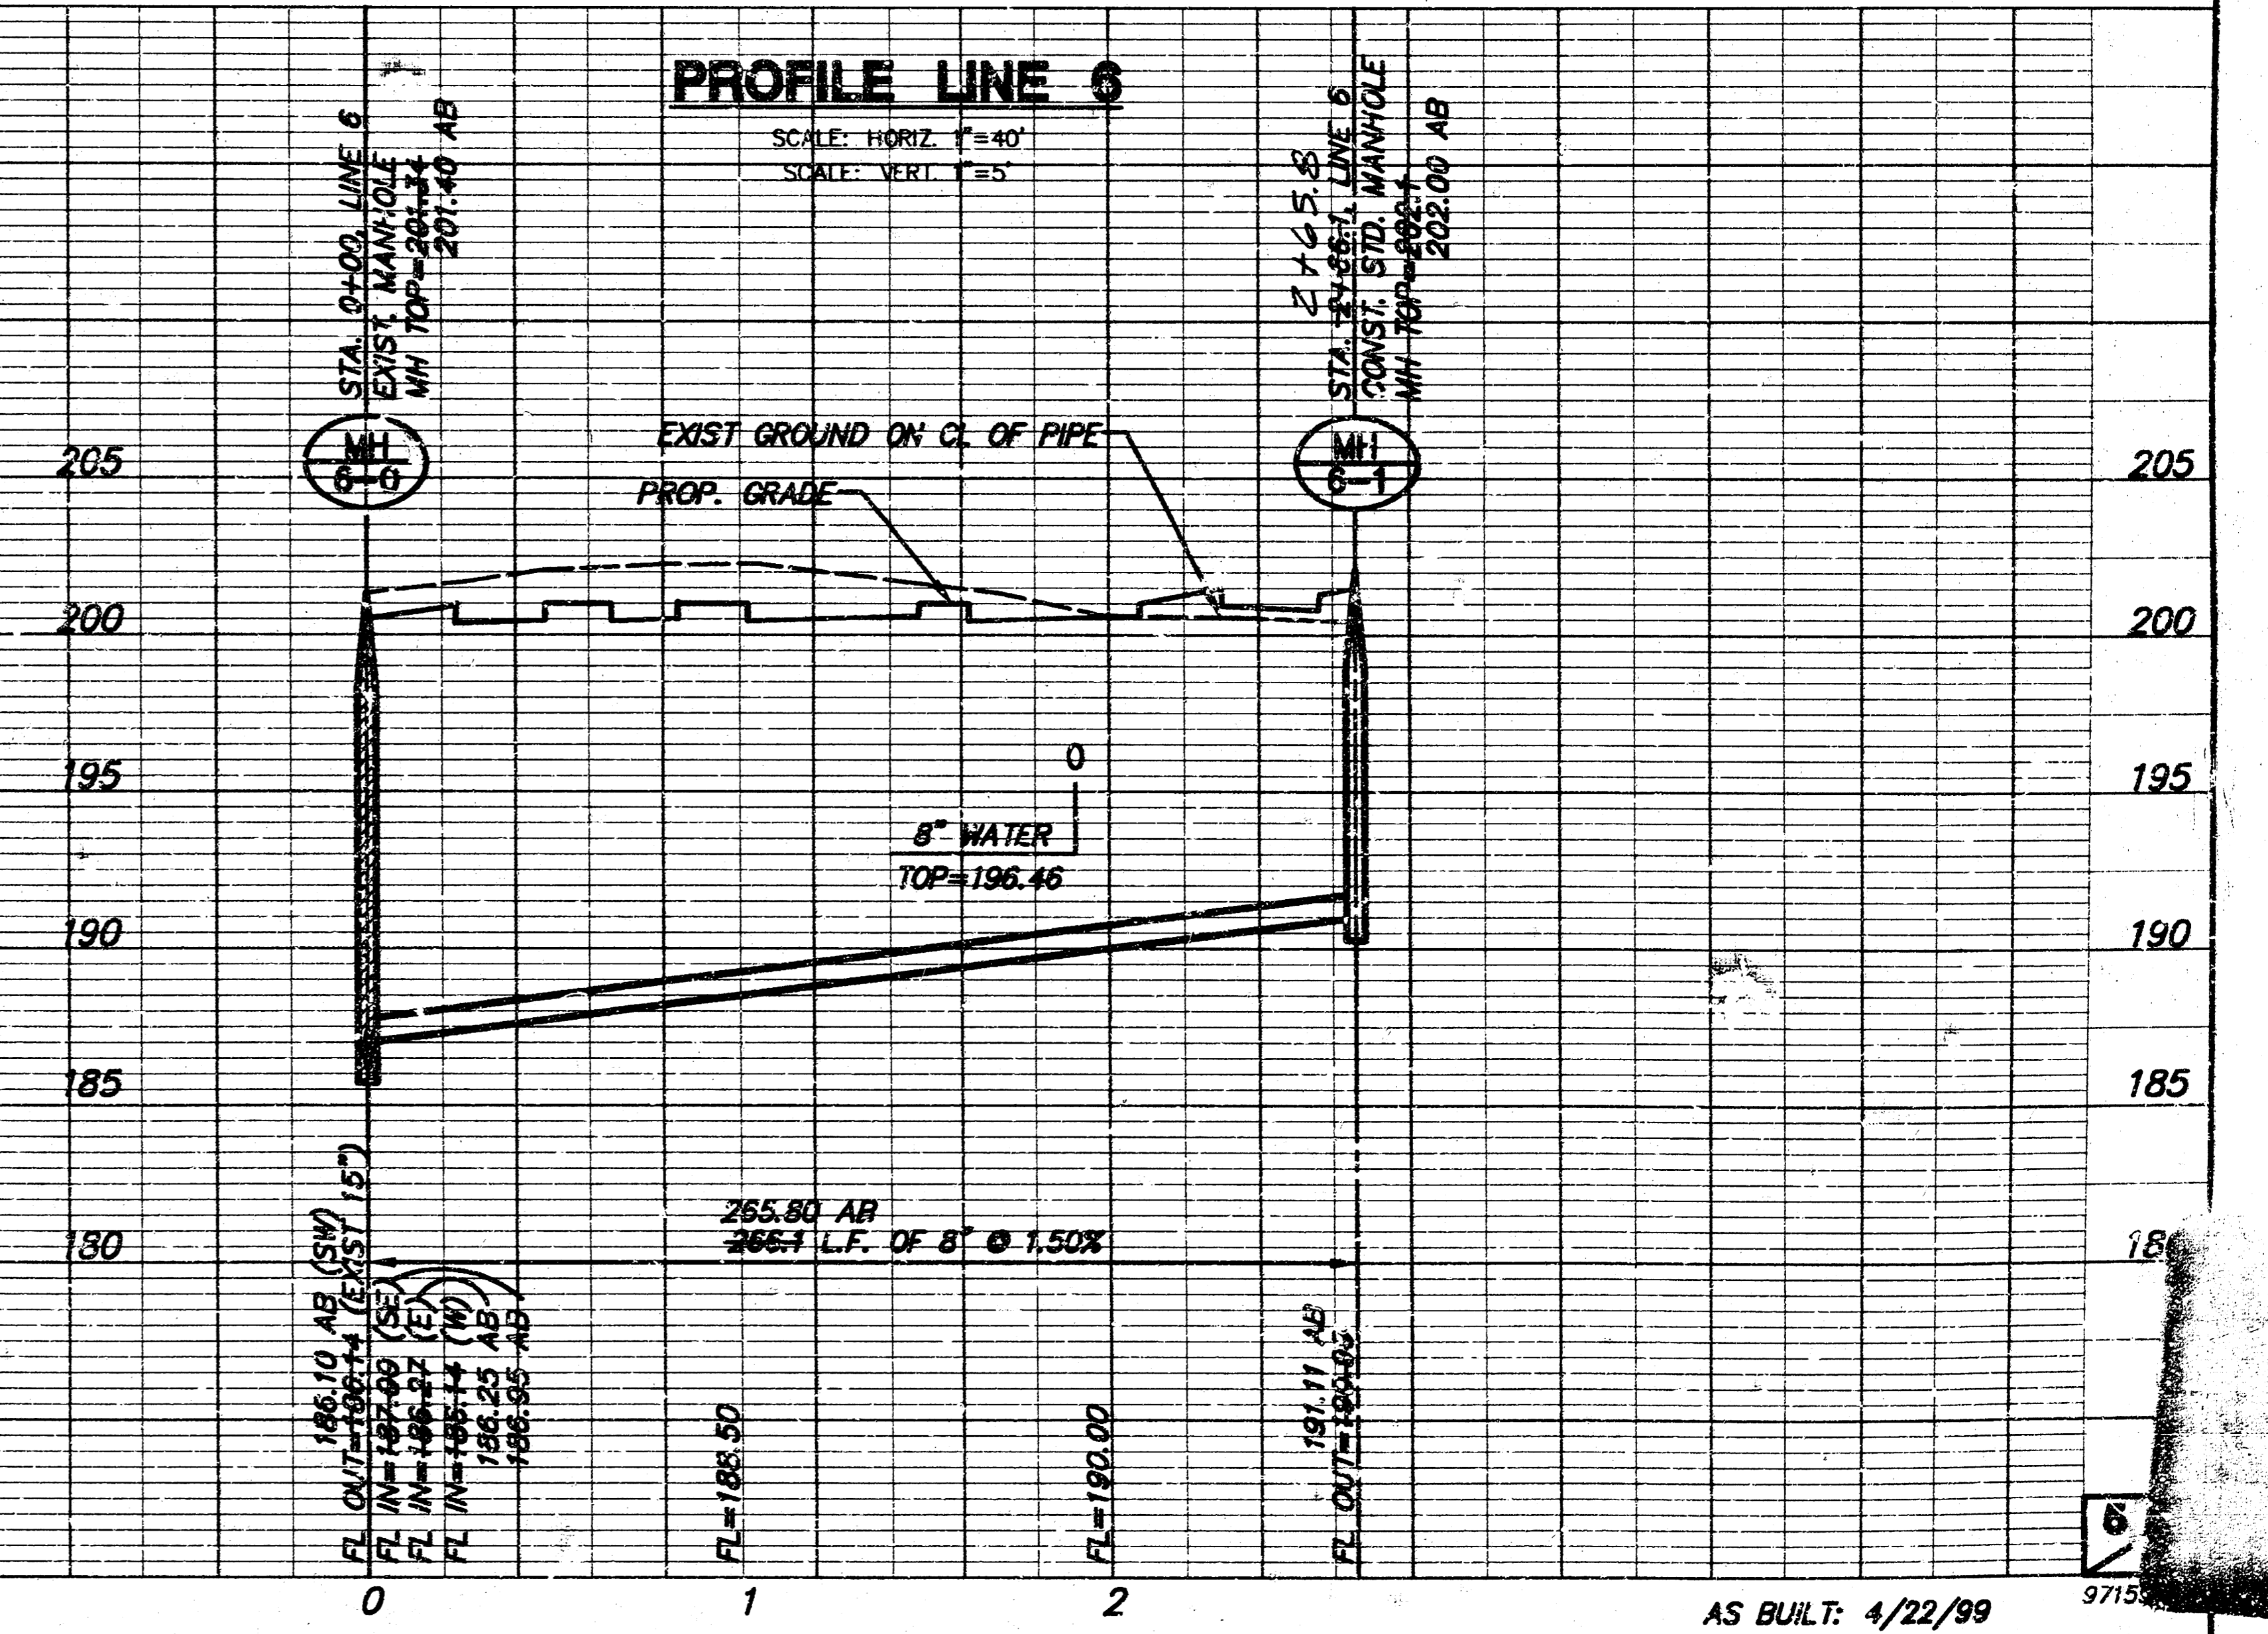 PROFILE LINE 6
SCALE: HORIZ. 1"=40'
SCALE: VERT. 1"=5'
STA. 0+00, LINE 6
EXIST. MANHOLE
MH TOP=201.34
201.40 AB
2+65.8
STA. 2+66.1, LINE 6
CONST. STD. MANHOLE
MH TOP=202.1
202.00 AB
MH
6-0
MH
6-1
EXIST GROUND ON CL OF PIPE
PROP. GRADE
205
205
200
200
195
195
0
8" WATER
TOP=196.46
190
190
185
185
265.80 AB
266.1 L.F. OF 8" @ 1.50%
180
186.10 AB (SW)
FL OUT=186.14 (EXIST 15")
FL IN=187.09 (SE)
FL IN=186.27 (E)
FL IN=186.14 (W)
186.25 AB
186.95 AB
FL=188.50
FL=190.00
191.11 AB
FL OUT=
0
1
2
6
AS BUILT: 4/22/99